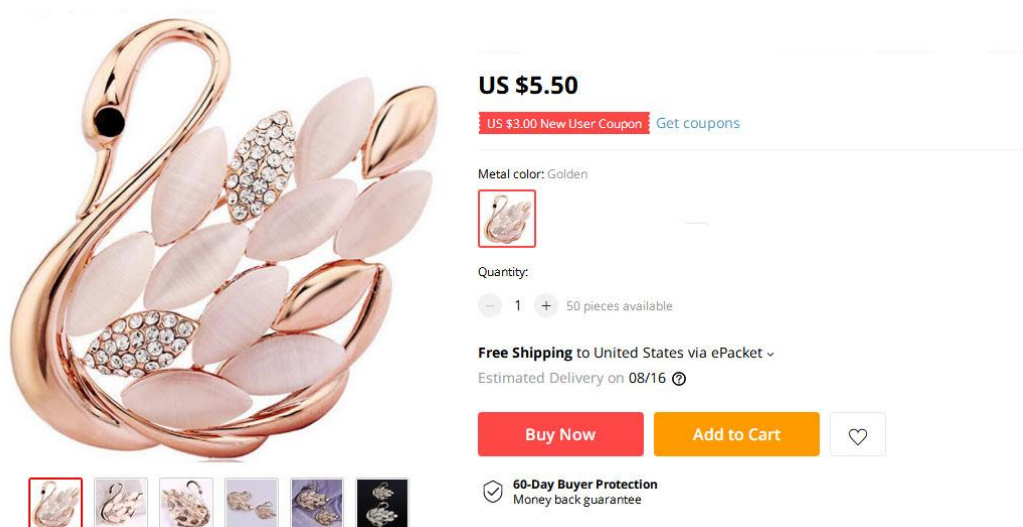 US $5.50
US $3.00 New User Coupon Get coupons
Metal color: Golden
Quantity:
1 50 pieces available
Free Shipping to United States via ePacket
Estimated Delivery on 08/16
Buy Now Add to Cart
60-Day Buyer Protection
Money back guarantee